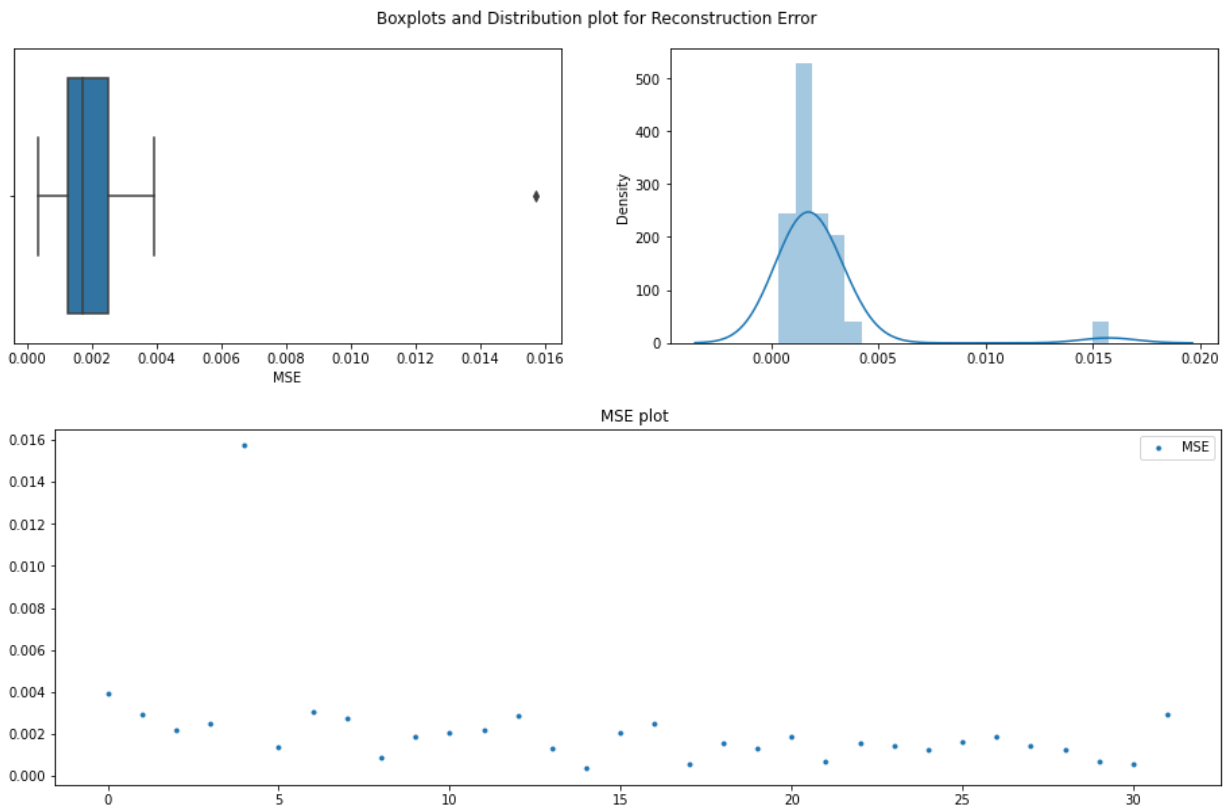 Boxplots and Distribution plot for Reconstruction Error
0.000 0.002 0.004 0.006 0.008 0.010 0.012 0.014 0.016
MSE
Density
500
400
300
200
100
0
0.000 0.005 0.010 0.015 0.020
MSE plot
MSE
0.016
0.014
0.012
0.010
0.008
0.006
0.004
0.002
0.000
0 5 10 15 20 25 30